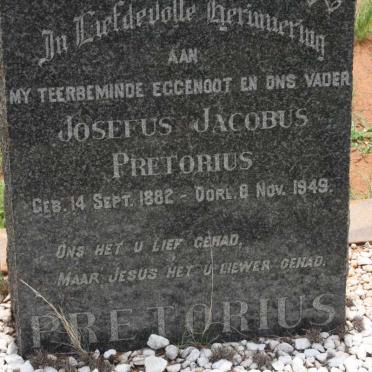 In Liefdevolle Herinnering
AAN
MY TEERBEMINDE EGGENOOT EN ONS VADER
JOSEFUS JACOBUS
PRETORIUS
GEB. 14 SEPT. 1882 - OORL. 8 NOV. 1949.
ONS HET U LIEF GEHAD,
MAAR JESUS HET U LIEWER GEHAD.
PRETORIUS